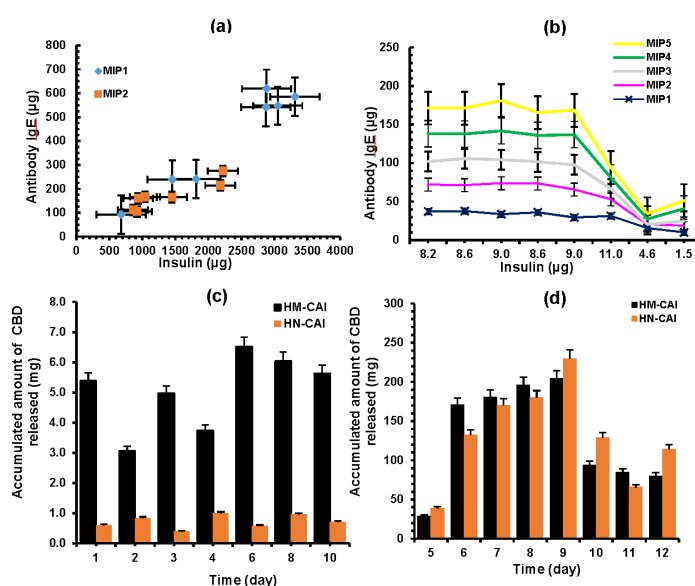 (a)
Antibody IgE (µg)
800
700
600
500
400
300
200
100
0
MIP1
MIP2
0 500 1000 1500 2000 2500 3000 3500 4000
Insulin (µg)
(b)
Antibody IgE (µg)
250
200
150
100
50
0
MIP5
MIP4
MIP3
MIP2
MIP1
8.2 8.6 9.0 8.6 9.0 11.0 4.6 1.5
Insulin (µg)
(c)
Accumulated amount of CBD
released (mg)
8.0
7.0
6.0
5.0
4.0
3.0
2.0
1.0
0.0
HM-CAI
HN-CAI
1 2 3 4 6 8 10
Time (day)
(d)
Accumulated amount of CBD
released (mg)
300
250
200
150
100
50
0
HM-CAI
HN-CAI
5 6 7 8 9 10 11 12
Time (day)